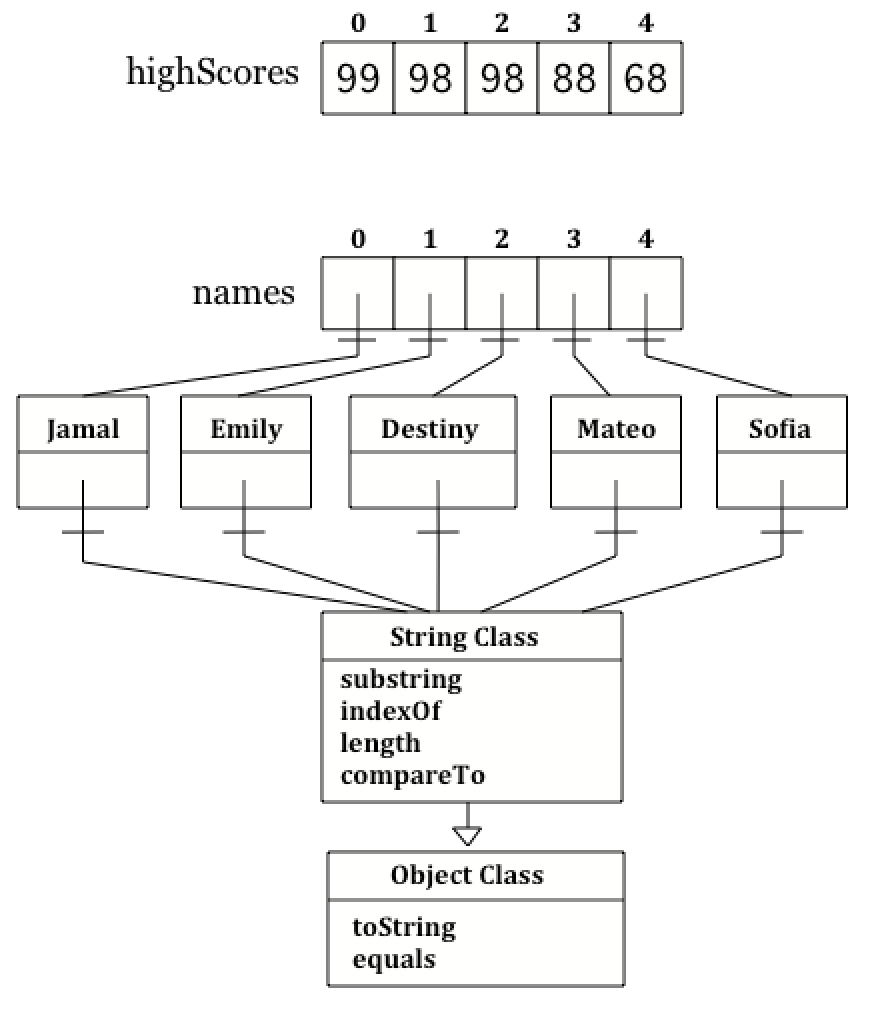 0 1 2 3 4
highScores 99 98 98 88 68
0 1 2 3 4
names
Jamal Emily Destiny Mateo Sofia
String Class
substring
indexOf
length
compareTo
Object Class
toString
equals